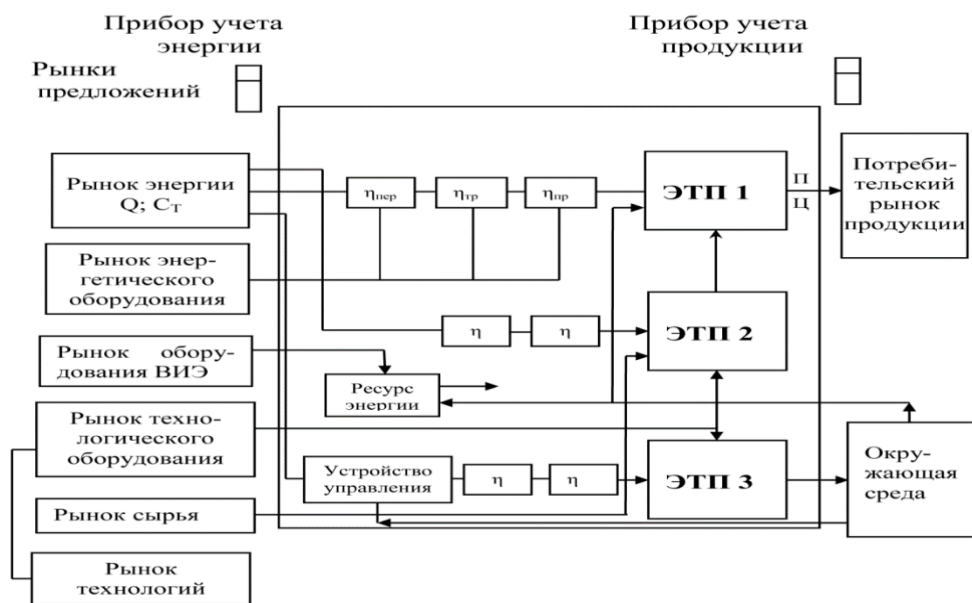 Прибор учета
энергии
Прибор учета
продукции
Рынки
предложений
Рынок энергии
Q; Cт
ηпер
ηтр
ηпр
ЭТП 1
П
Ц
Потреби-
тельский
рынок
продукции
Рынок энер-
гетического
оборудования
η
η
ЭТП 2
Рынок обору-
дования ВИЭ
Ресурс
энергии
Рынок техно-
логического
оборудования
Устройство
управления
η
η
ЭТП 3
Окру-
жающая
среда
Рынок сырья
Рынок
технологий